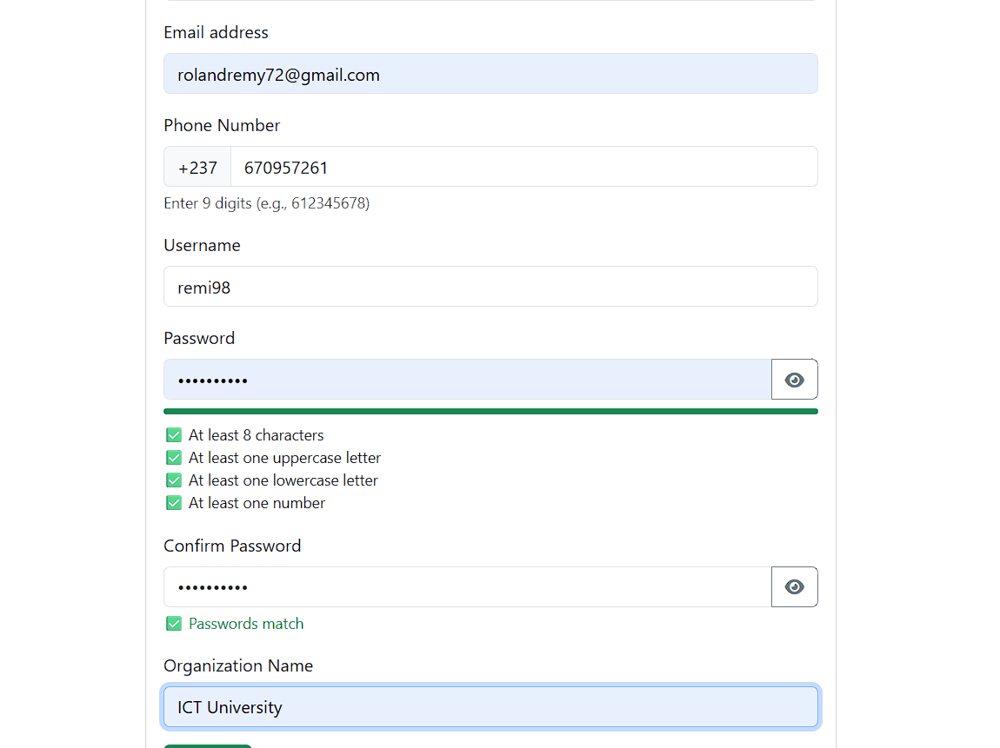 Email address
rolandremy72@gmail.com
Phone Number
+237 670957261
Enter 9 digits (e.g., 612345678)
Username
remi98
Password
••••••••••
✅ At least 8 characters
✅ At least one uppercase letter
✅ At least one lowercase letter
✅ At least one number
Confirm Password
••••••••••
✅ Passwords match
Organization Name
ICT University